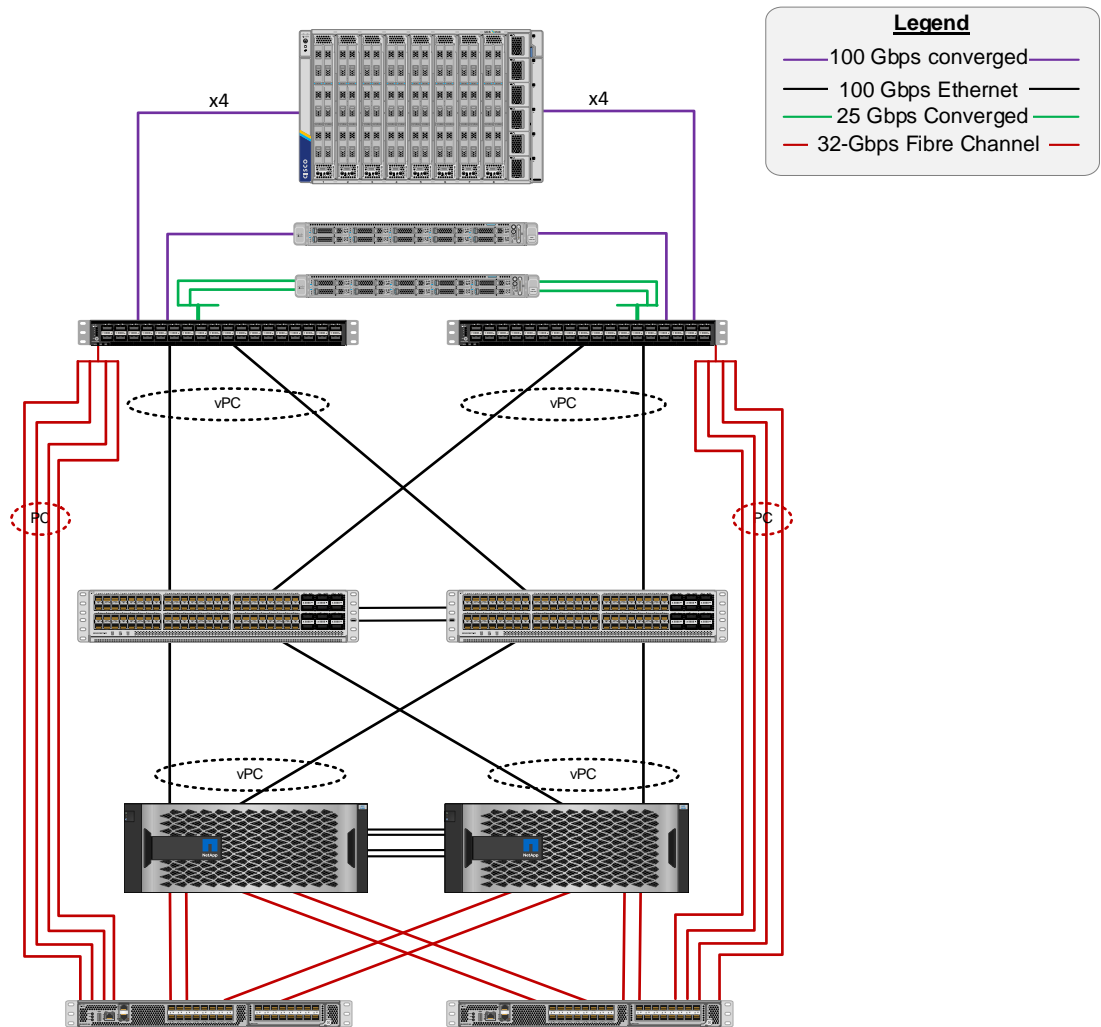 Legend
100 Gbps converged
100 Gbps Ethernet
25 Gbps Converged
32-Gbps Fibre Channel
x4
x4
CISCO
vPC
vPC
PC
PC
vPC
vPC
NetApp
NetApp